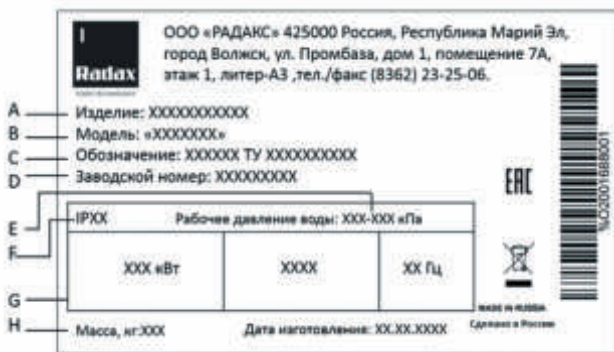 ООО «РАДАКС» 425000 Россия, Республика Марий Эл,
город Волжск, ул. Промбаза, дом 1, помещение 7А,
этаж 1, литер-А3 ,тел./факс (8362) 23-25-06.
Radax
A Изделие: XXXXXXXXXXX
B Модель: «XXXXXXX»
C Обозначение: XXXXXX ТУ XXXXXXXXXX
D Заводской номер: XXXXXXXXX
E
F IPXX Рабочее давление воды: XXX-XXX кПа
XXX кВт XXXX XX Гц
G
H Масса, кг:XXX Дата изготовления: XX.XX.XXXX
EAC
MADE IN RUSSIA
Сделано в России
%O2001688001